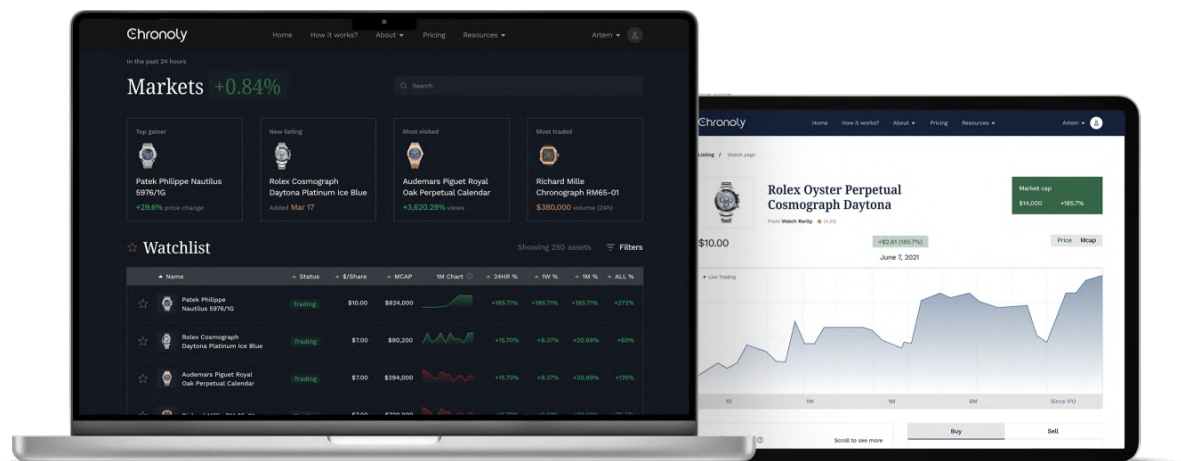 Chronoly
Home How it works? About Pricing Resources Artem
In the past 24 hours
Markets +0.84%
Search
Top gainer
Patek Philippe Nautilus
5976/1G
+29.6% price change
New listing
Rolex Cosmograph
Daytona Platinum Ice Blue
Added Mar 17
Most visited
Audemars Piguet Royal
Oak Perpetual Calendar
+3,620.29% views
Most traded
Richard Mille
Chronograph RM65-01
$380,000 volume (24h)
Watchlist
Showing 250 assets Filters
Name Status $/Share MCAP 1M Chart 24HR % 1W % 1M % ALL %
Patek Philippe
Nautilus 5976/1G
Trading $10.00 $824,000 +185.71% +185.71% +185.71% +272%
Rolex Cosmograph
Daytona Platinum Ice Blue
Trading $7.00 $90,200 +15.70% +9.37% +20.69% +60%
Audemars Piguet Royal
Oak Perpetual Calendar
Trading $7.00 $294,000 +15.70% +9.37% +20.69% +135%
Chronoly
Home How it works? About Pricing Resources Artem
Listing / Watch page
Rolex Oyster Perpetual
Cosmograph Daytona
From Watch Rarity
Market cap
$14,000 +185.7%
$10.00
+$2.61 (185.7%)
Price Mcap
June 7, 2021
Live Trading
1D 1W 1M 6M Since IPO
Scroll to see more
Buy Sell